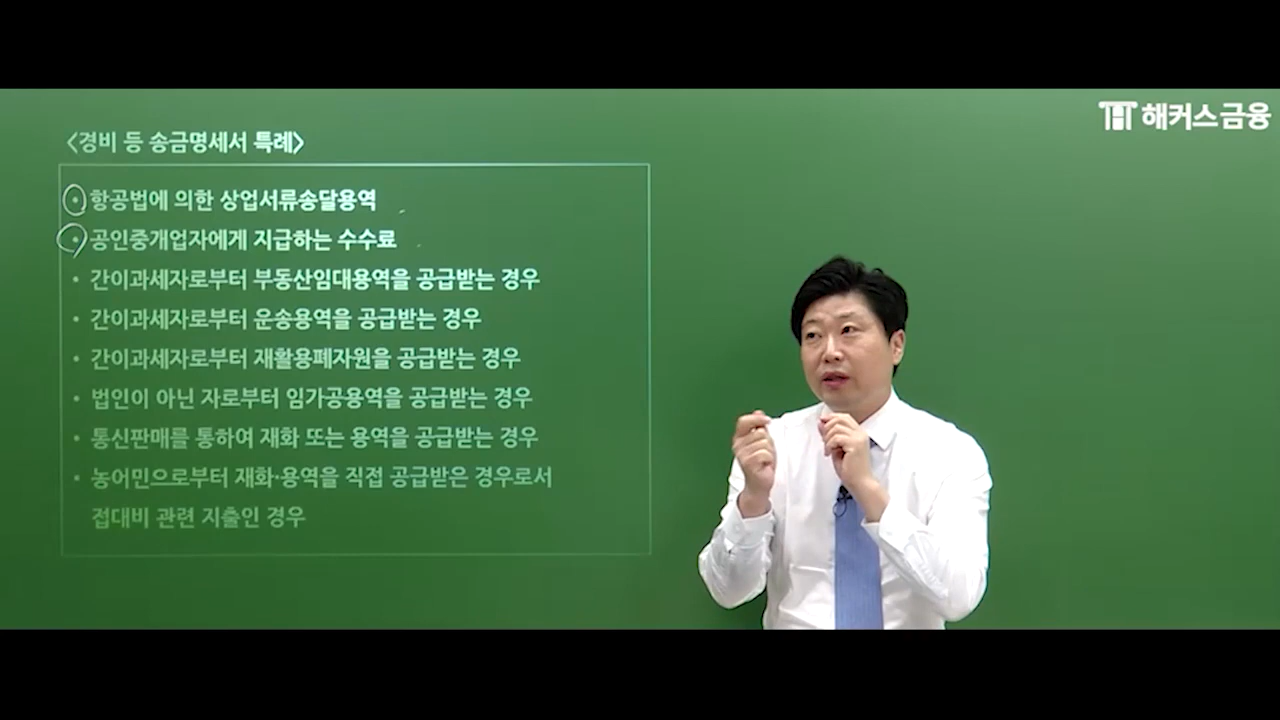 해커스금융
<경비 등 송금명세서 특례>
• 항공법에 의한 상업서류송달용역
• 공인중개업자에게 지급하는 수수료
• 간이과세자로부터 부동산임대용역을 공급받는 경우
• 간이과세자로부터 운송용역을 공급받는 경우
• 간이과세자로부터 재활용폐자원을 공급받는 경우
• 법인이 아닌 자로부터 임가공용역을 공급받는 경우
• 통신판매를 통하여 재화 또는 용역을 공급받는 경우
• 농어민으로부터 재화·용역을 직접 공급받은 경우로서
접대비 관련 지출인 경우